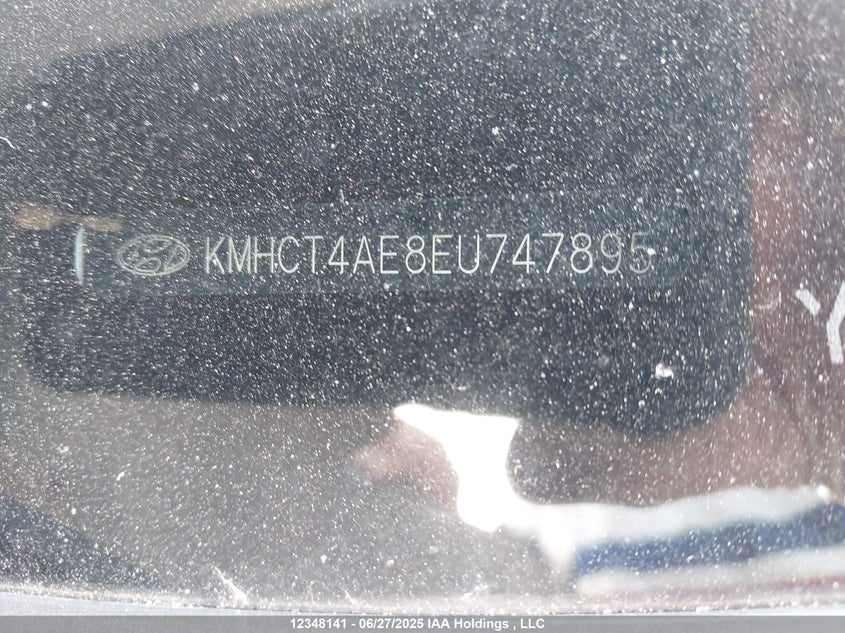 KMHCT4AE8EU747895
Y
12348141 - 06/27/2025 IAA Holdings , LLC